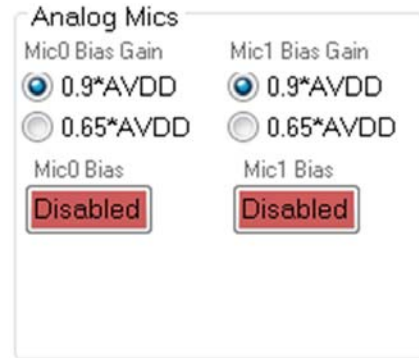 Analog Mics
Mic0 Bias Gain Mic1 Bias Gain
0.9*AVDD 0.9*AVDD
0.65*AVDD 0.65*AVDD
Mic0 Bias Mic1 Bias
Disabled Disabled